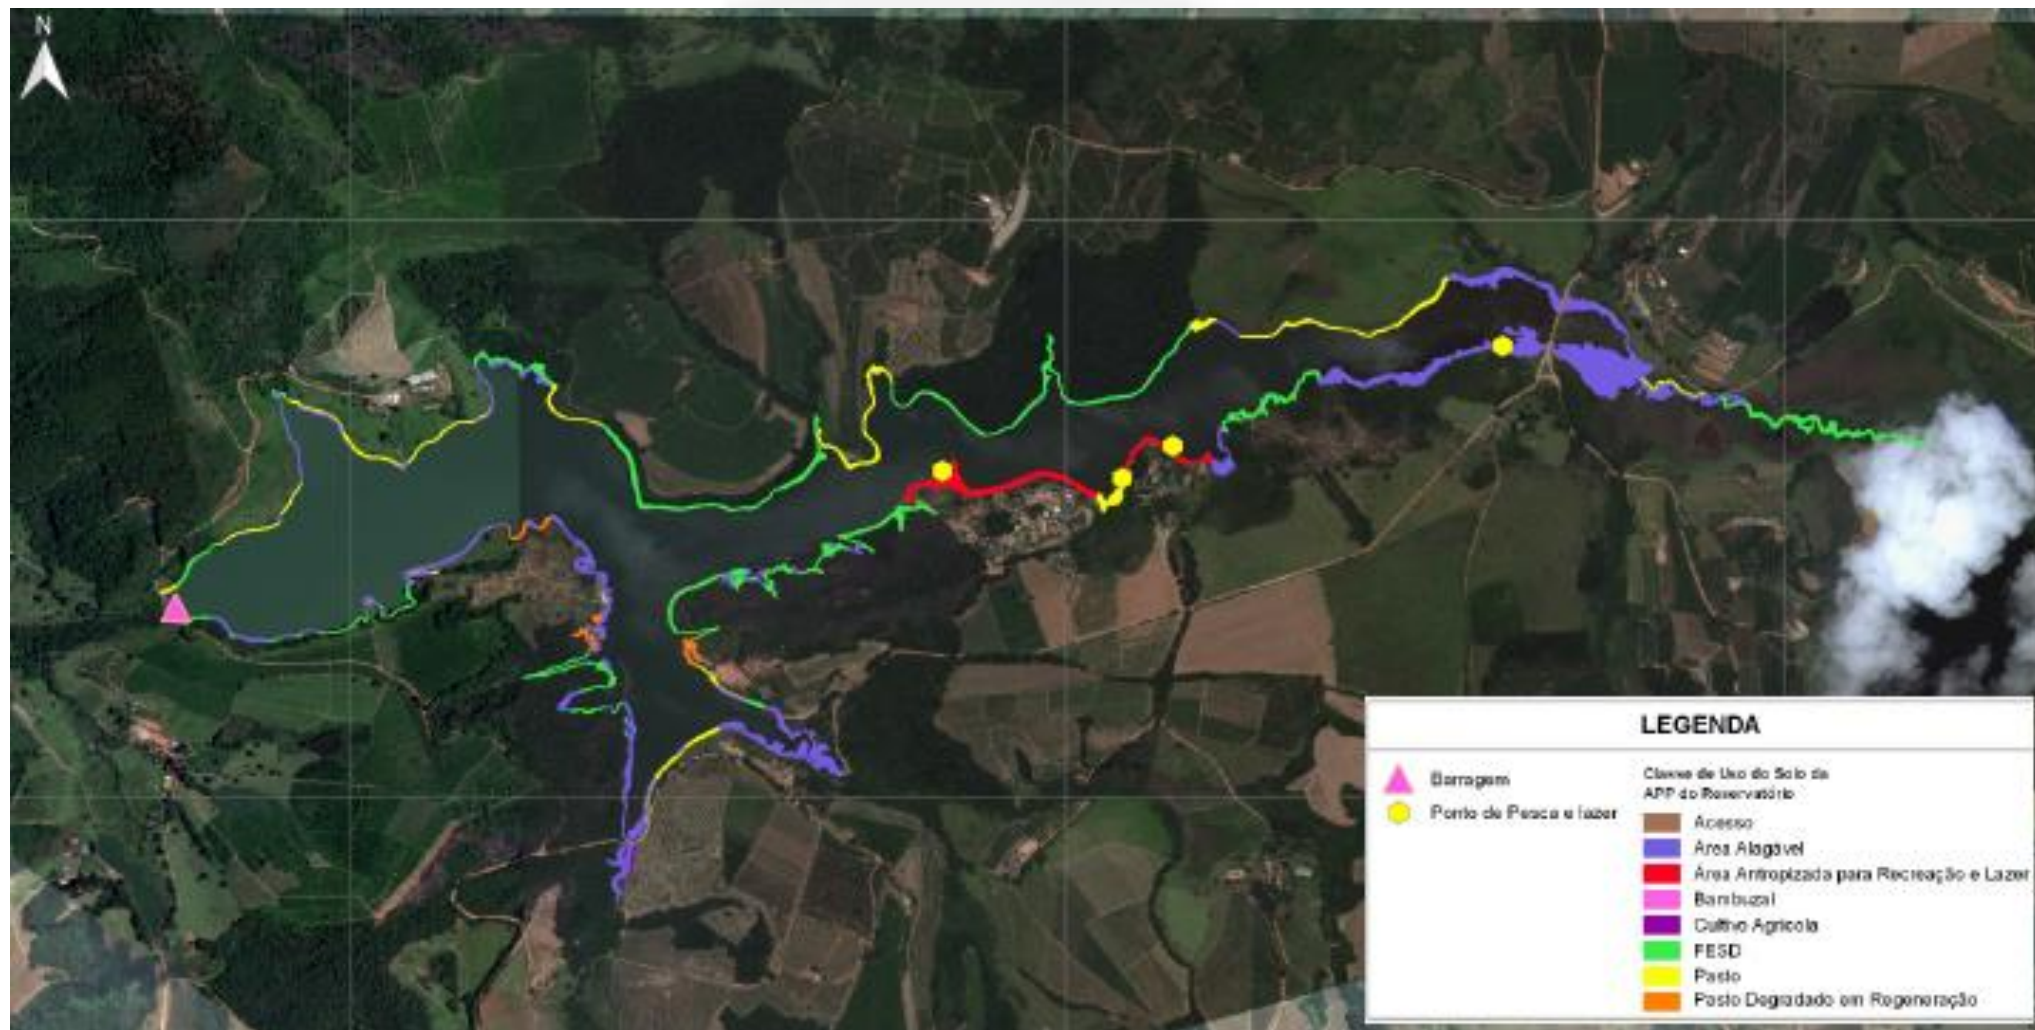 N
LEGENDA
Barragem
Ponto de Pesca e lazer
Classe de Uso do Solo da
APP do Reservatório
Acesso
Área Alagável
Área Antropizada para Recreação e Lazer
Bambuzal
Cultivo Agrícola
FESD
Pasto
Pasto Degradado em Regeneração